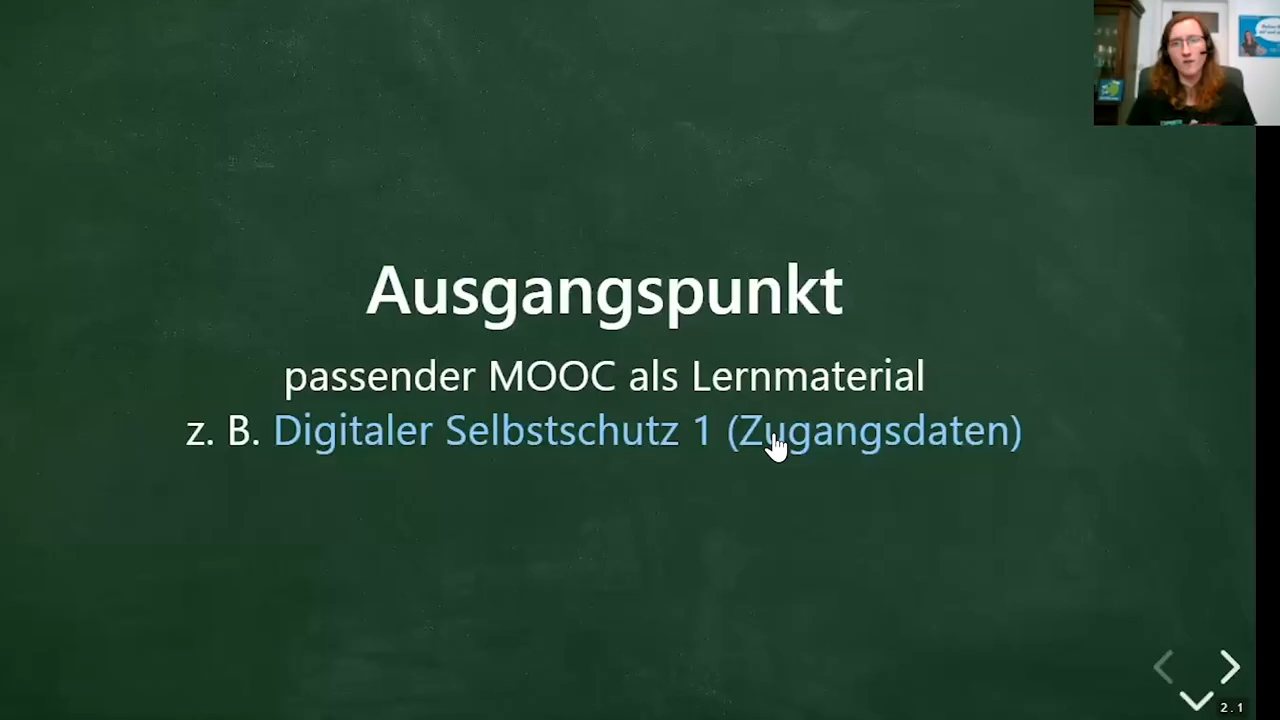 Ausgangspunkt
passender MOOC als Lernmaterial
z. B. Digitaler Selbstschutz 1 (Zugangsdaten)
2.1